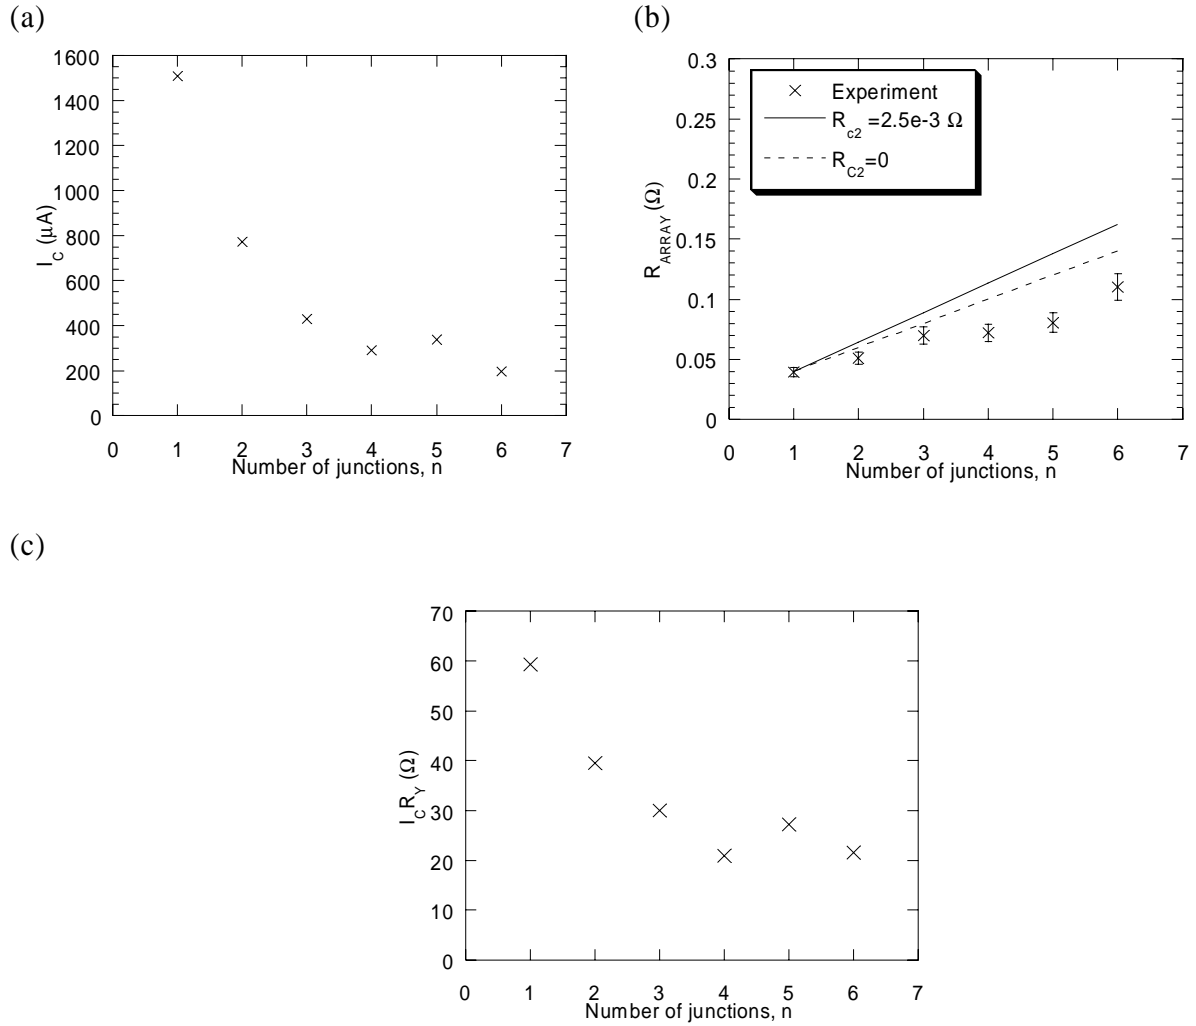 (a)
1600
1400
1200
1000
800
600
400
200
0
I_C (µA)
0 1 2 3 4 5 6 7
Number of junctions, n
(b)
0.3
0.25
0.2
0.15
0.1
0.05
0
R_ARRAY (Ω)
Experiment
R_c2 =2.5e-3 Ω
R_C2=0
0 1 2 3 4 5 6 7
Number of junctions, n
(c)
70
60
50
40
30
20
10
0
I_C R_Y (Ω)
0 1 2 3 4 5 6 7
Number of junctions, n